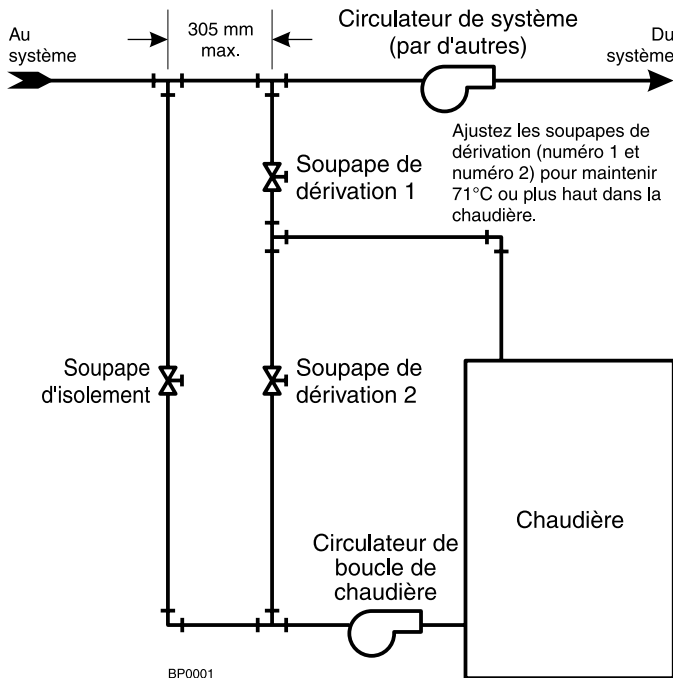 Au
système
305 mm
max.
Circulateur de système
(par d'autres)
Du
système
Ajustez les soupapes de
dérivation (numéro 1 et
numéro 2) pour maintenir
71°C ou plus haut dans la
chaudière.
Soupape de
dérivation 1
Soupape
d'isolement
Soupape de
dérivation 2
Chaudière
Circulateur de
boucle de
chaudière
BP0001